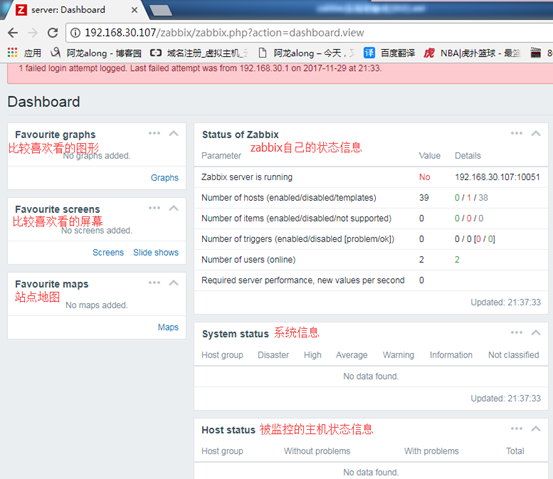 server: Dashboard
192.168.30.107/zabbix/zabbix.php?action=dashboard.view
应用 阿龙along - 博客园 域名注册_虚拟主机_ 阿龙along – 今天，又 百度翻译 NBA|虎扑篮球 - 最篮
1 failed login attempt logged. Last failed attempt was from 192.168.30.1 on 2017-11-29 at 21:33.
Dashboard
Favourite graphs
比较喜欢看的图形
No graphs added.
Graphs
Favourite screens
比较喜欢看的屏幕
No screens added.
Screens Slide shows
Favourite maps
站点地图
No maps added.
Maps
Status of Zabbix
zabbix自己的状态信息
Parameter Value Details
Zabbix server is running No 192.168.30.107:10051
Number of hosts (enabled/disabled/templates) 39 0 / 1 / 38
Number of items (enabled/disabled/not supported) 0 0 / 0 / 0
Number of triggers (enabled/disabled [problem/ok]) 0 0 / 0 [0 / 0]
Number of users (online) 2 2
Required server performance, new values per second 0
Updated: 21:37:33
System status 系统信息
Host group Disaster High Average Warning Information Not classified
No data found.
Updated: 21:37:33
Host status 被监控的主机状态信息
Host group Without problems With problems Total
No data found.